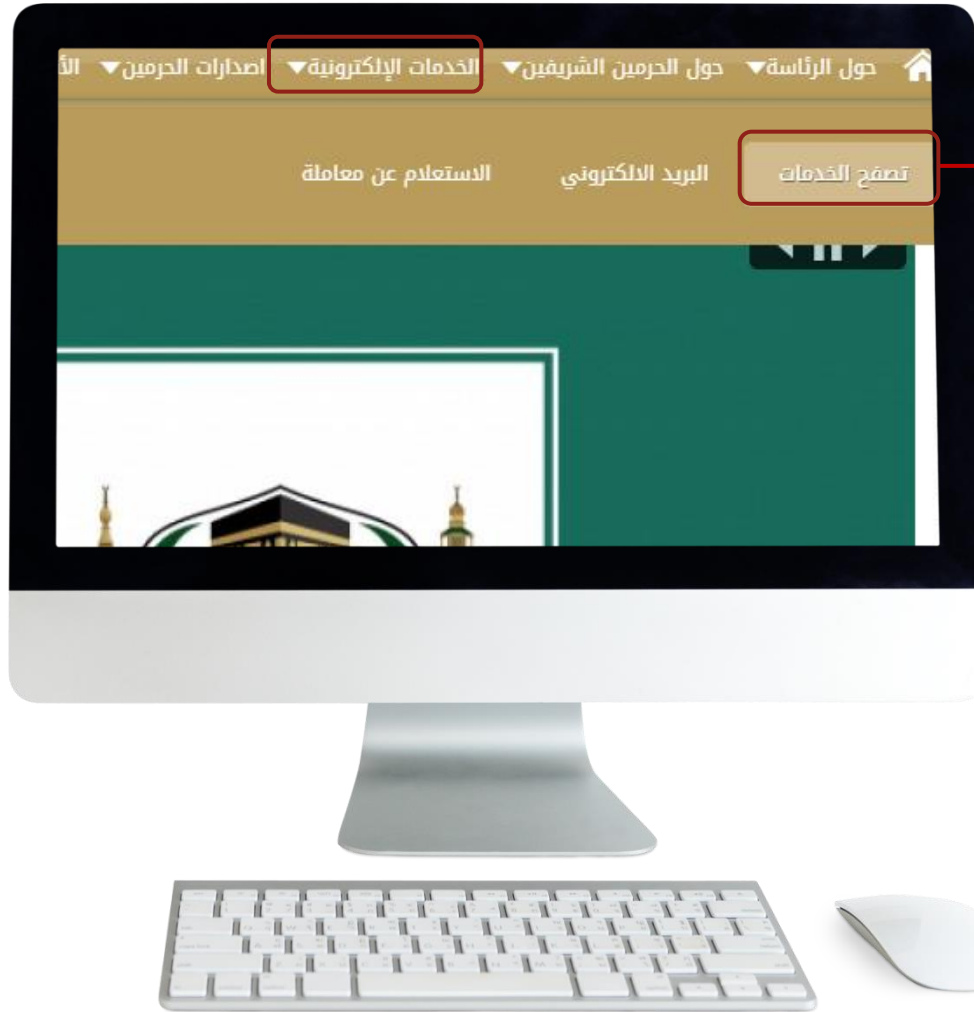 حول الرئاسة حول الحرمين الشريفين الخدمات الإلكترونية اصدارات الحرمين
تصفح الخدمات البريد الالكتروني الاستعلام عن معاملة